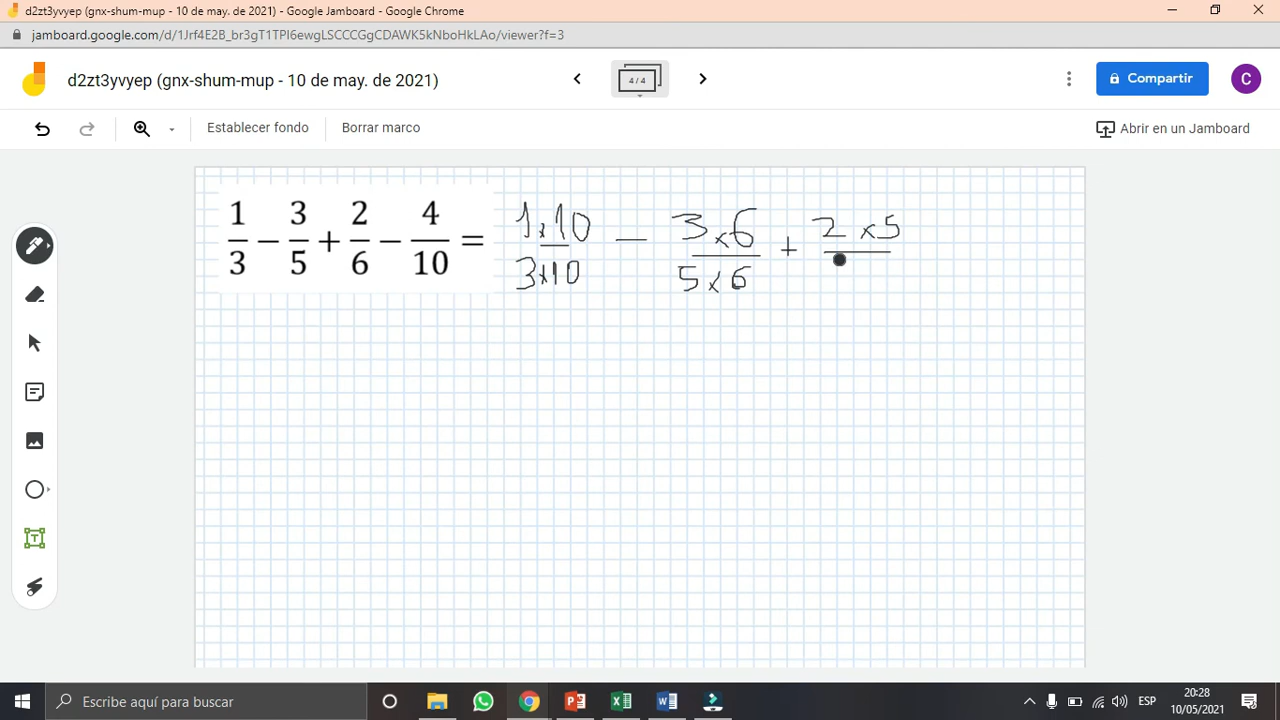 d2zt3yvyep (gnx-shum-mup - 10 de may. de 2021) - Google Jamboard - Google Chrome
jamboard.google.com/d/1Jrf4E2B_br3gT1TPI6ewgLSCCCGgCDAWK5kNboHkLAo/viewer?f=3
d2zt3yvyep (gnx-shum-mup - 10 de may. de 2021)
4 / 4
Compartir
C
Establecer fondo
Borrar marco
Abrir en un Jamboard
1/3 − 3/5 + 2/6 − 4/10 = 1x10/3x10 − 3x6/5x6 + 2x5/
T
Escribe aquí para buscar
ESP
20:28
10/05/2021